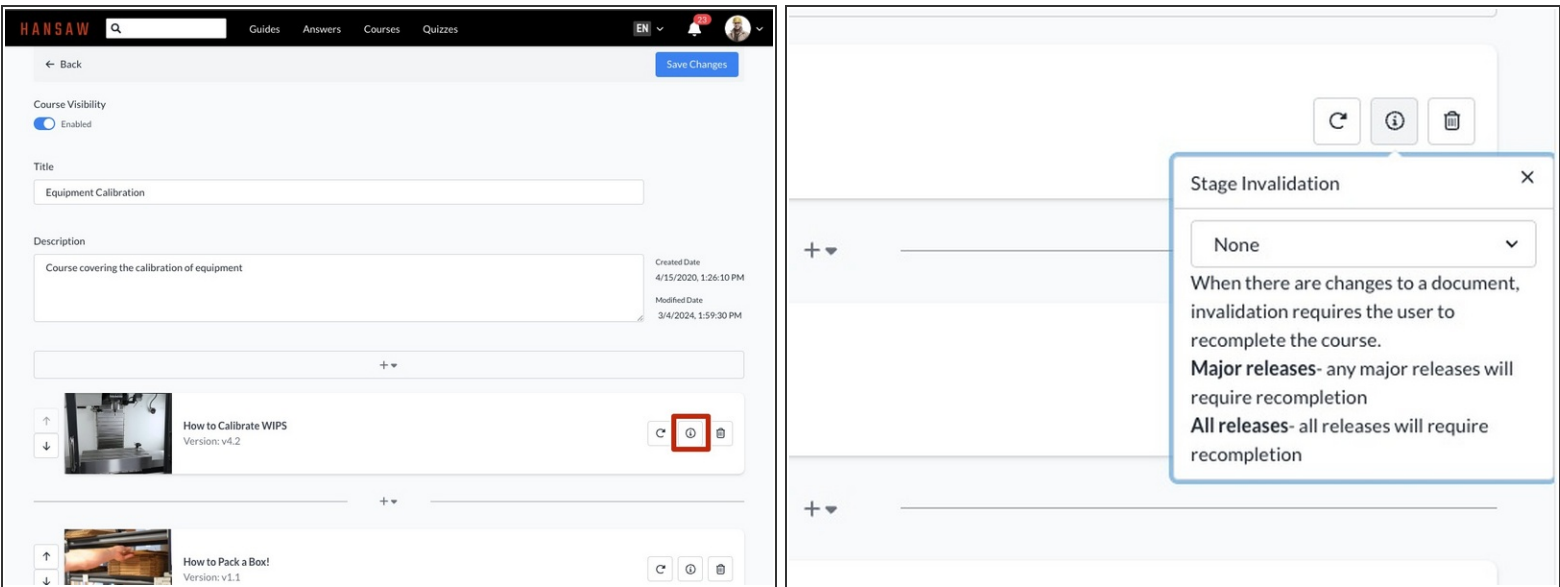 HANSAW
Guides Answers Courses Quizzes EN 23
← Back Save Changes
Course Visibility
Enabled
Title
Equipment Calibration
Description
Course covering the calibration of equipment
Created Date
4/15/2020, 1:26:10 PM
Modified Date
3/4/2024, 1:59:30 PM
How to Calibrate WIPS
Version: v4.2
How to Pack a Box!
Version: v1.1
Stage Invalidation
None
When there are changes to a document,
invalidation requires the user to
recomplete the course.
Major releases- any major releases will
require recompletion
All releases- all releases will require
recompletion